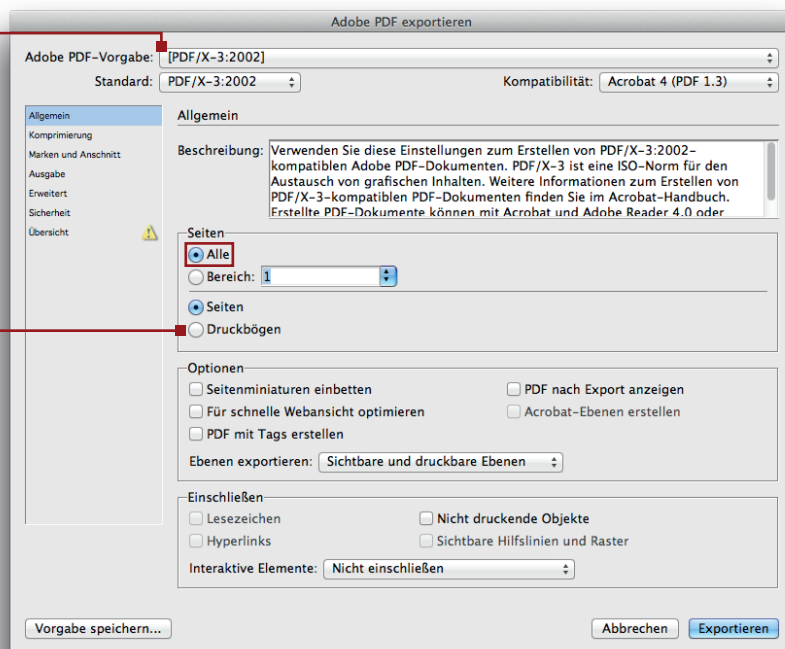 Adobe PDF exportieren
Adobe PDF-Vorgabe: [PDF/X-3:2002]
Standard: PDF/X-3:2002 Kompatibilität: Acrobat 4 (PDF 1.3)
Allgemein
Komprimierung
Marken und Anschnitt
Ausgabe
Erweitert
Sicherheit
Übersicht
Allgemein
Beschreibung: Verwenden Sie diese Einstellungen zum Erstellen von PDF/X-3:2002-
kompatiblen Adobe PDF-Dokumenten. PDF/X-3 ist eine ISO-Norm für den
Austausch von grafischen Inhalten. Weitere Informationen zum Erstellen von
PDF/X-3-kompatiblen PDF-Dokumenten finden Sie im Acrobat-Handbuch.
Erstellte PDF-Dokumente können mit Acrobat und Adobe Reader 4.0 oder
Seiten
Alle
Bereich: 1
Seiten
Druckbögen
Optionen
Seitenminiaturen einbetten PDF nach Export anzeigen
Für schnelle Webansicht optimieren Acrobat-Ebenen erstellen
PDF mit Tags erstellen
Ebenen exportieren: Sichtbare und druckbare Ebenen
Einschließen
Lesezeichen Nicht druckende Objekte
Hyperlinks Sichtbare Hilfslinien und Raster
Interaktive Elemente: Nicht einschließen
Vorgabe speichern... Abbrechen Exportieren